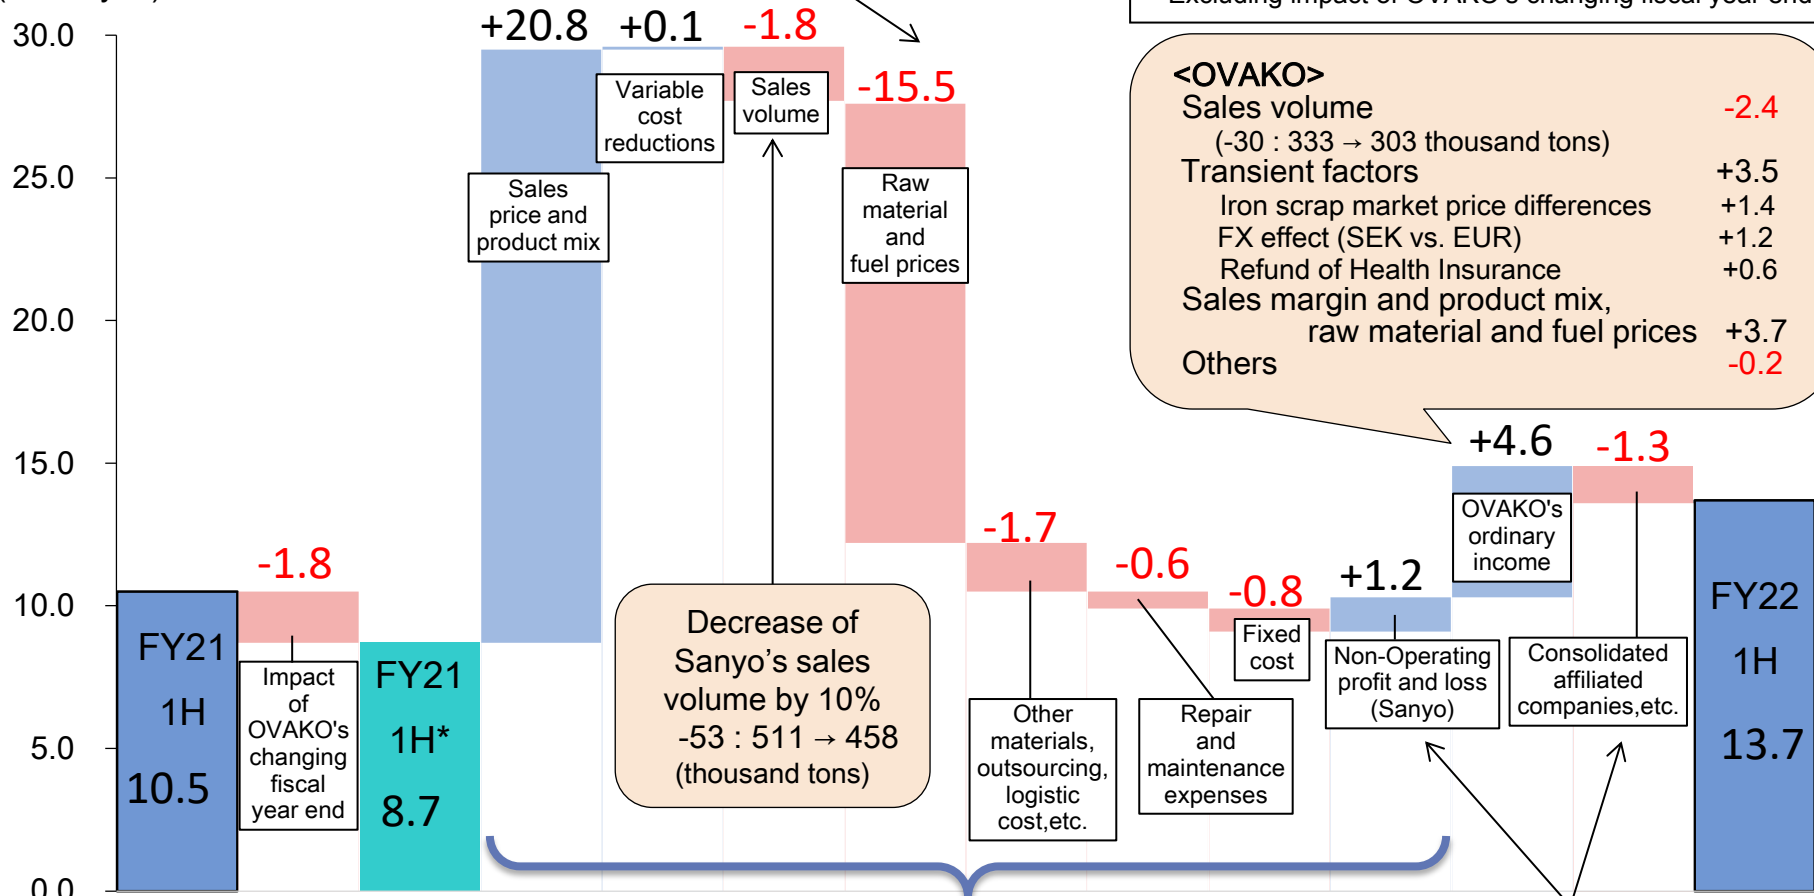 30.0
25.0
20.0
15.0
10.0
5.0
0.0
+20.8
+0.1
-1.8
-15.5
Variable
cost
reductions
Sales
volume
Sales
price and
product mix
Raw
material
and
fuel prices
<OVAKO>
Sales volume -2.4
(-30 : 333 → 303 thousand tons)
Transient factors +3.5
Iron scrap market price differences +1.4
FX effect (SEK vs. EUR) +1.2
Refund of Health Insurance +0.6
Sales margin and product mix,
raw material and fuel prices +3.7
Others -0.2
+4.6
-1.3
OVAKO's
ordinary
income
-1.8
-1.7
-0.6
-0.8
+1.2
FY21
1H
10.5
Impact
of
OVAKO's
changing
fiscal
year end
FY21
1H*
8.7
Decrease of
Sanyo’s sales
volume by 10%
-53 : 511 → 458
(thousand tons)
Other
materials,
outsourcing,
logistic
cost,etc.
Repair
and
maintenance
expenses
Fixed
cost
Non-Operating
profit and loss
(Sanyo)
Consolidated
affiliated
companies,etc.
FY22
1H
13.7